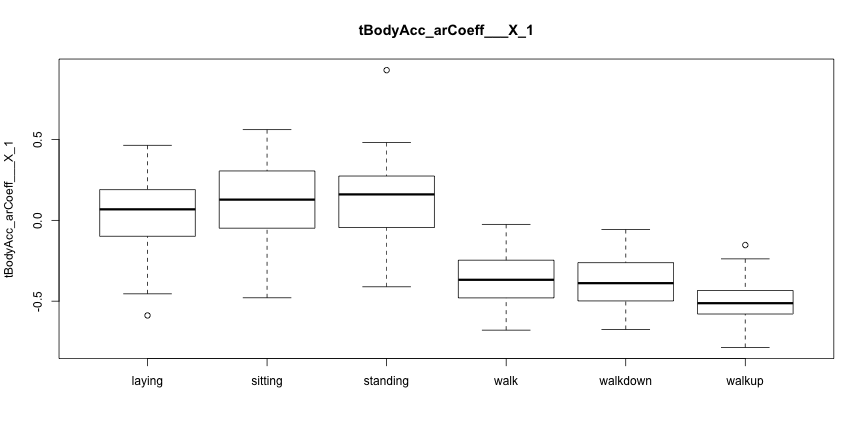 tBodyAcc_arCoeff___X_1
tBodyAcc_arCoeff___X_1
0.5
0.0
-0.5
laying sitting standing walk walkdown walkup